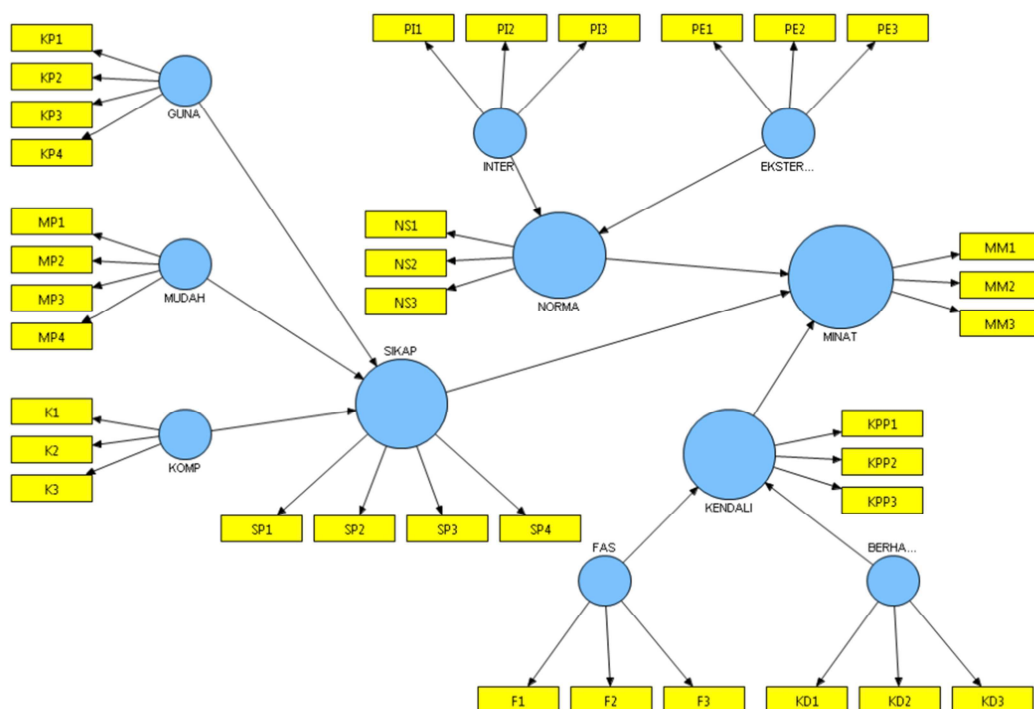 KP1
KP2
KP3
KP4
GUNA
PI1
PI2
PI3
INTER
PE1
PE2
PE3
EKSTER...
MP1
MP2
MP3
MP4
MUDAH
NS1
NS2
NS3
NORMA
MM1
MM2
MM3
MINAT
K1
K2
K3
KOMP
SIKAP
SP1
SP2
SP3
SP4
KPP1
KPP2
KPP3
KENDALI
FAS
F1
F2
F3
BERHA...
KD1
KD2
KD3